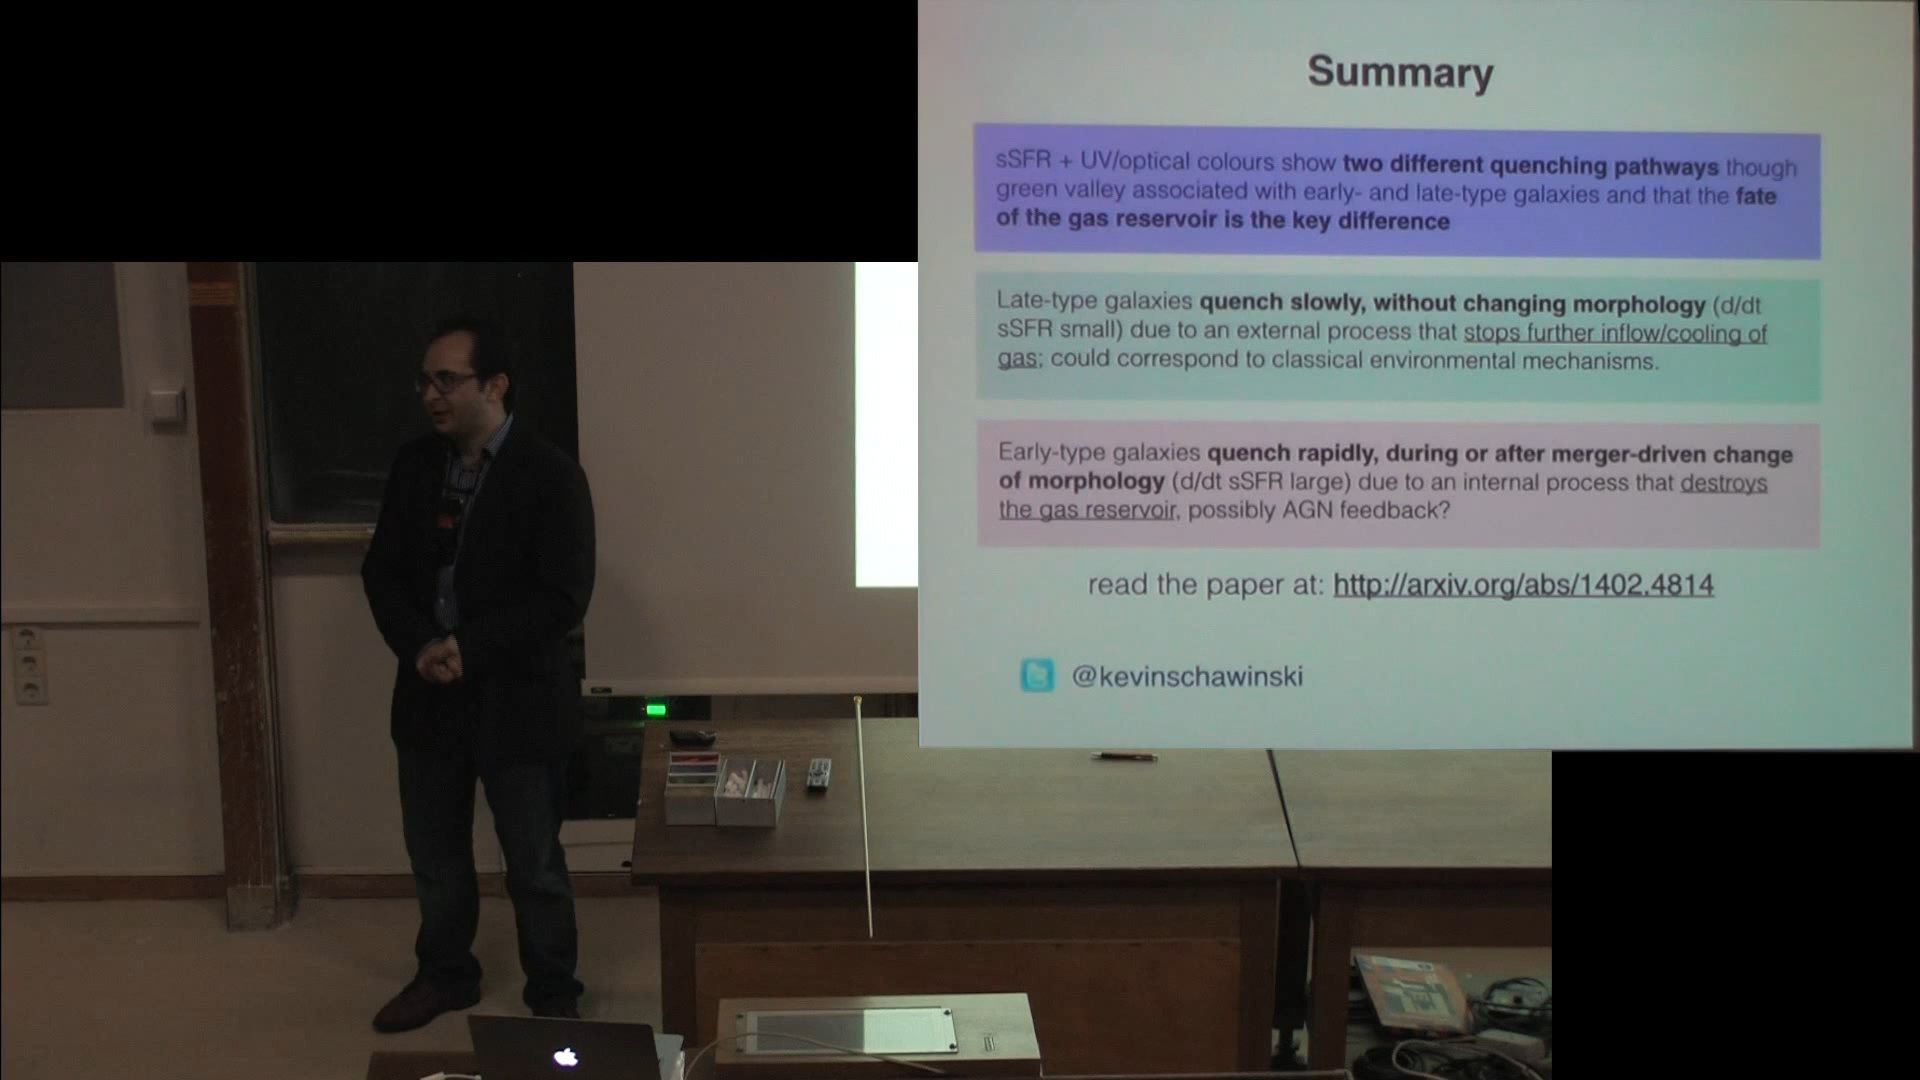 Summary
sSFR + UV/optical colours show two different quenching pathways though
green valley associated with early- and late-type galaxies and that the fate
of the gas reservoir is the key difference
Late-type galaxies quench slowly, without changing morphology (d/dt
sSFR small) due to an external process that stops further inflow/cooling of
gas; could correspond to classical environmental mechanisms.
Early-type galaxies quench rapidly, during or after merger-driven change
of morphology (d/dt sSFR large) due to an internal process that destroys
the gas reservoir, possibly AGN feedback?
read the paper at: http://arxiv.org/abs/1402.4814
@kevinschawinski